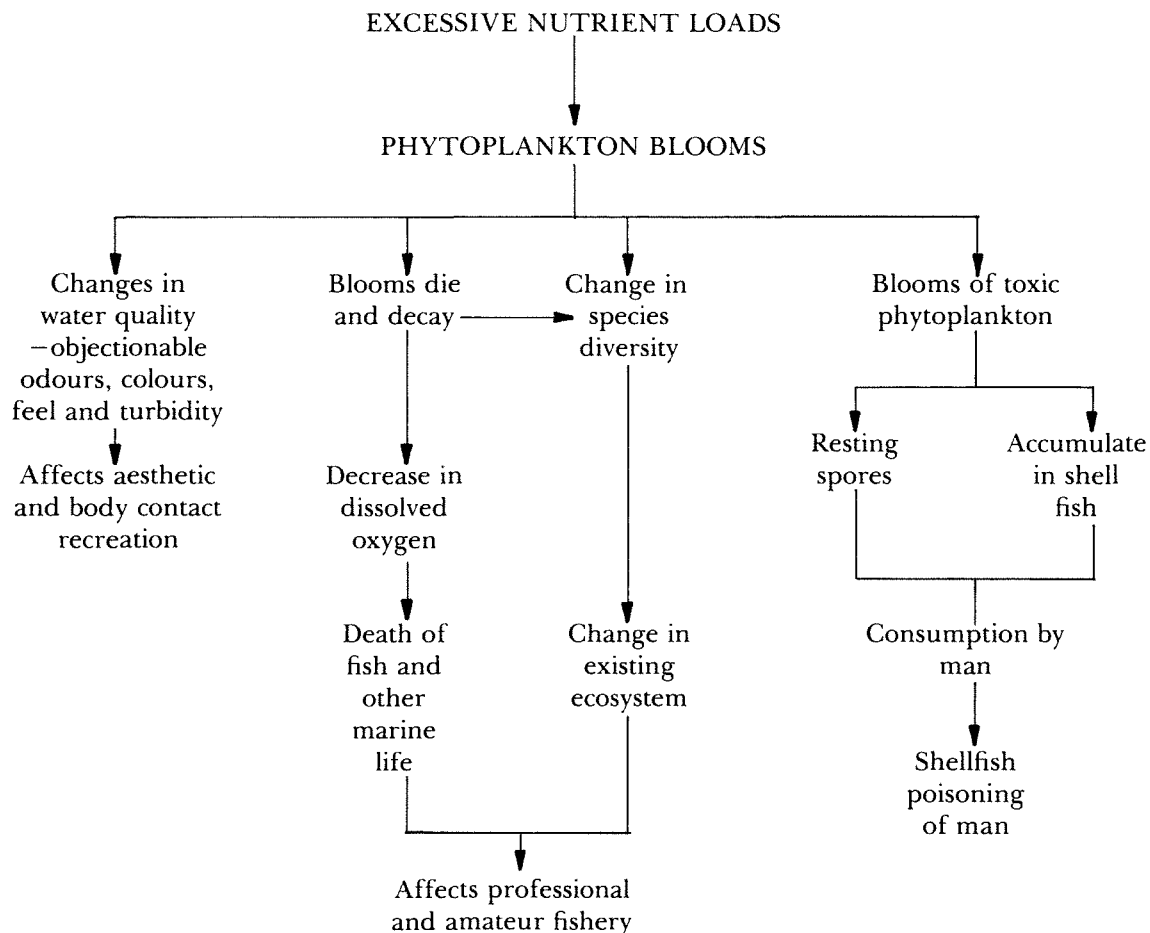 EXCESSIVE NUTRIENT LOADS
PHYTOPLANKTON BLOOMS
Changes in
water quality
—objectionable
odours, colours,
feel and turbidity
Affects aesthetic
and body contact
recreation
Blooms die
and decay
Decrease in
dissolved
oxygen
Death of
fish and
other
marine
life
Change in
species
diversity
Change in
existing
ecosystem
Affects professional
and amateur fishery
Blooms of toxic
phytoplankton
Resting
spores
Accumulate
in shell
fish
Consumption by
man
Shellfish
poisoning
of man